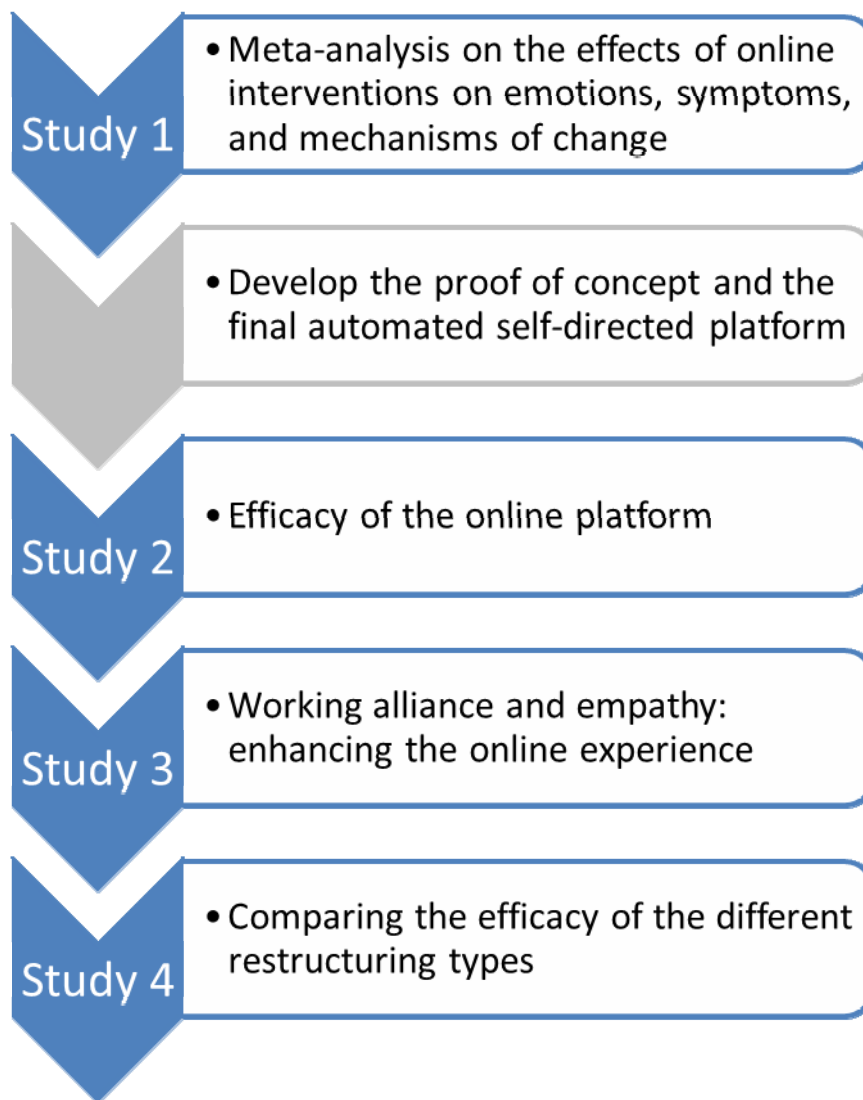 Study 1
• Meta-analysis on the effects of online
interventions on emotions, symptoms,
and mechanisms of change
• Develop the proof of concept and the
final automated self-directed platform
Study 2
• Efficacy of the online platform
Study 3
• Working alliance and empathy:
enhancing the online experience
Study 4
• Comparing the efficacy of the different
restructuring types